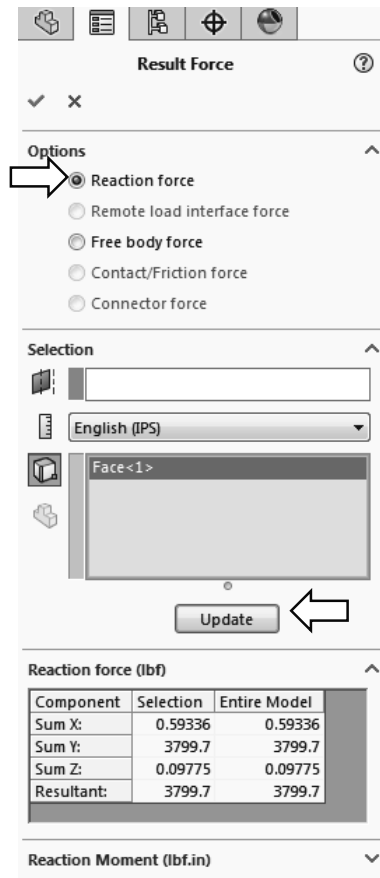 Result Force
?
Options
Reaction force
Remote load interface force
Free body force
Contact/Friction force
Connector force
Selection
English (IPS)
Face<1>
Update
Reaction force (lbf)
Component Selection Entire Model
Sum X: 0.59336 0.59336
Sum Y: 3799.7 3799.7
Sum Z: 0.09775 0.09775
Resultant: 3799.7 3799.7
Reaction Moment (lbf.in)